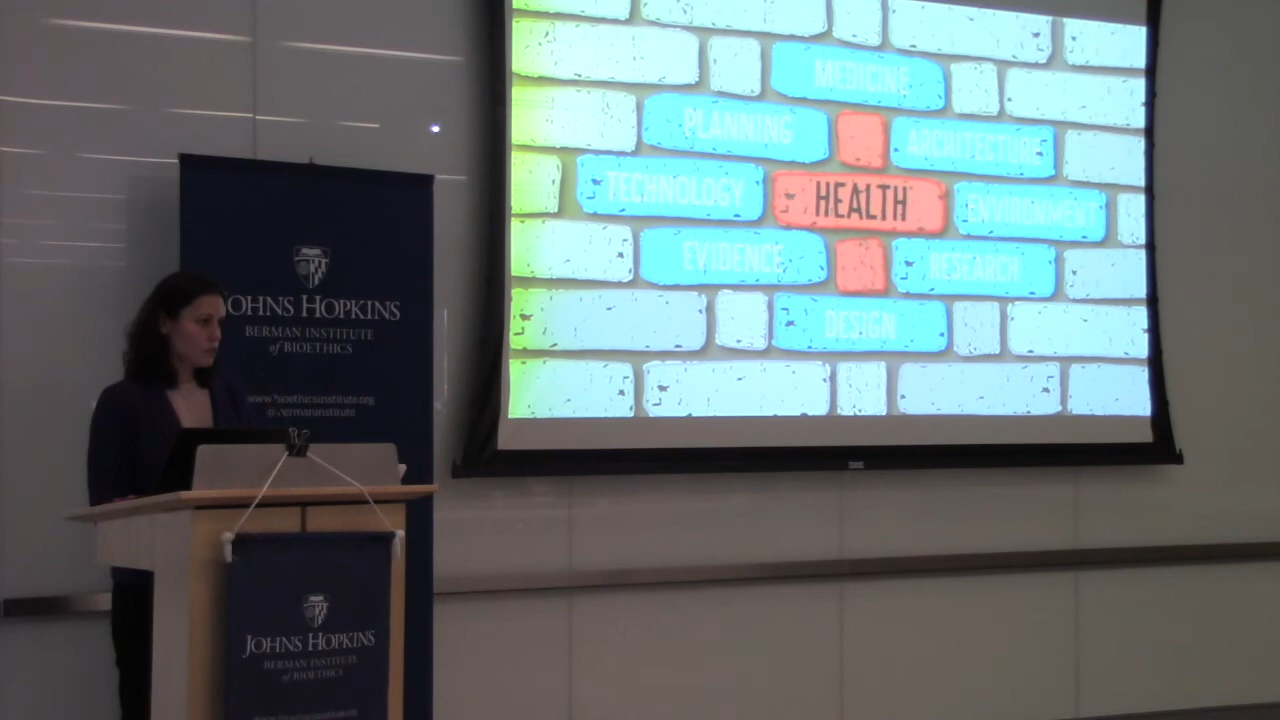 MEDICINE
PLANNING
ARCHITECTURE
TECHNOLOGY
HEALTH
ENVIRONMENT
EVIDENCE
RESEARCH
DESIGN
JOHNS HOPKINS
BERMAN INSTITUTE
of BIOETHICS
www.bioethicsinstitute.org
@bermaninstitute
JOHNS HOPKINS
BERMAN INSTITUTE
of BIOETHICS